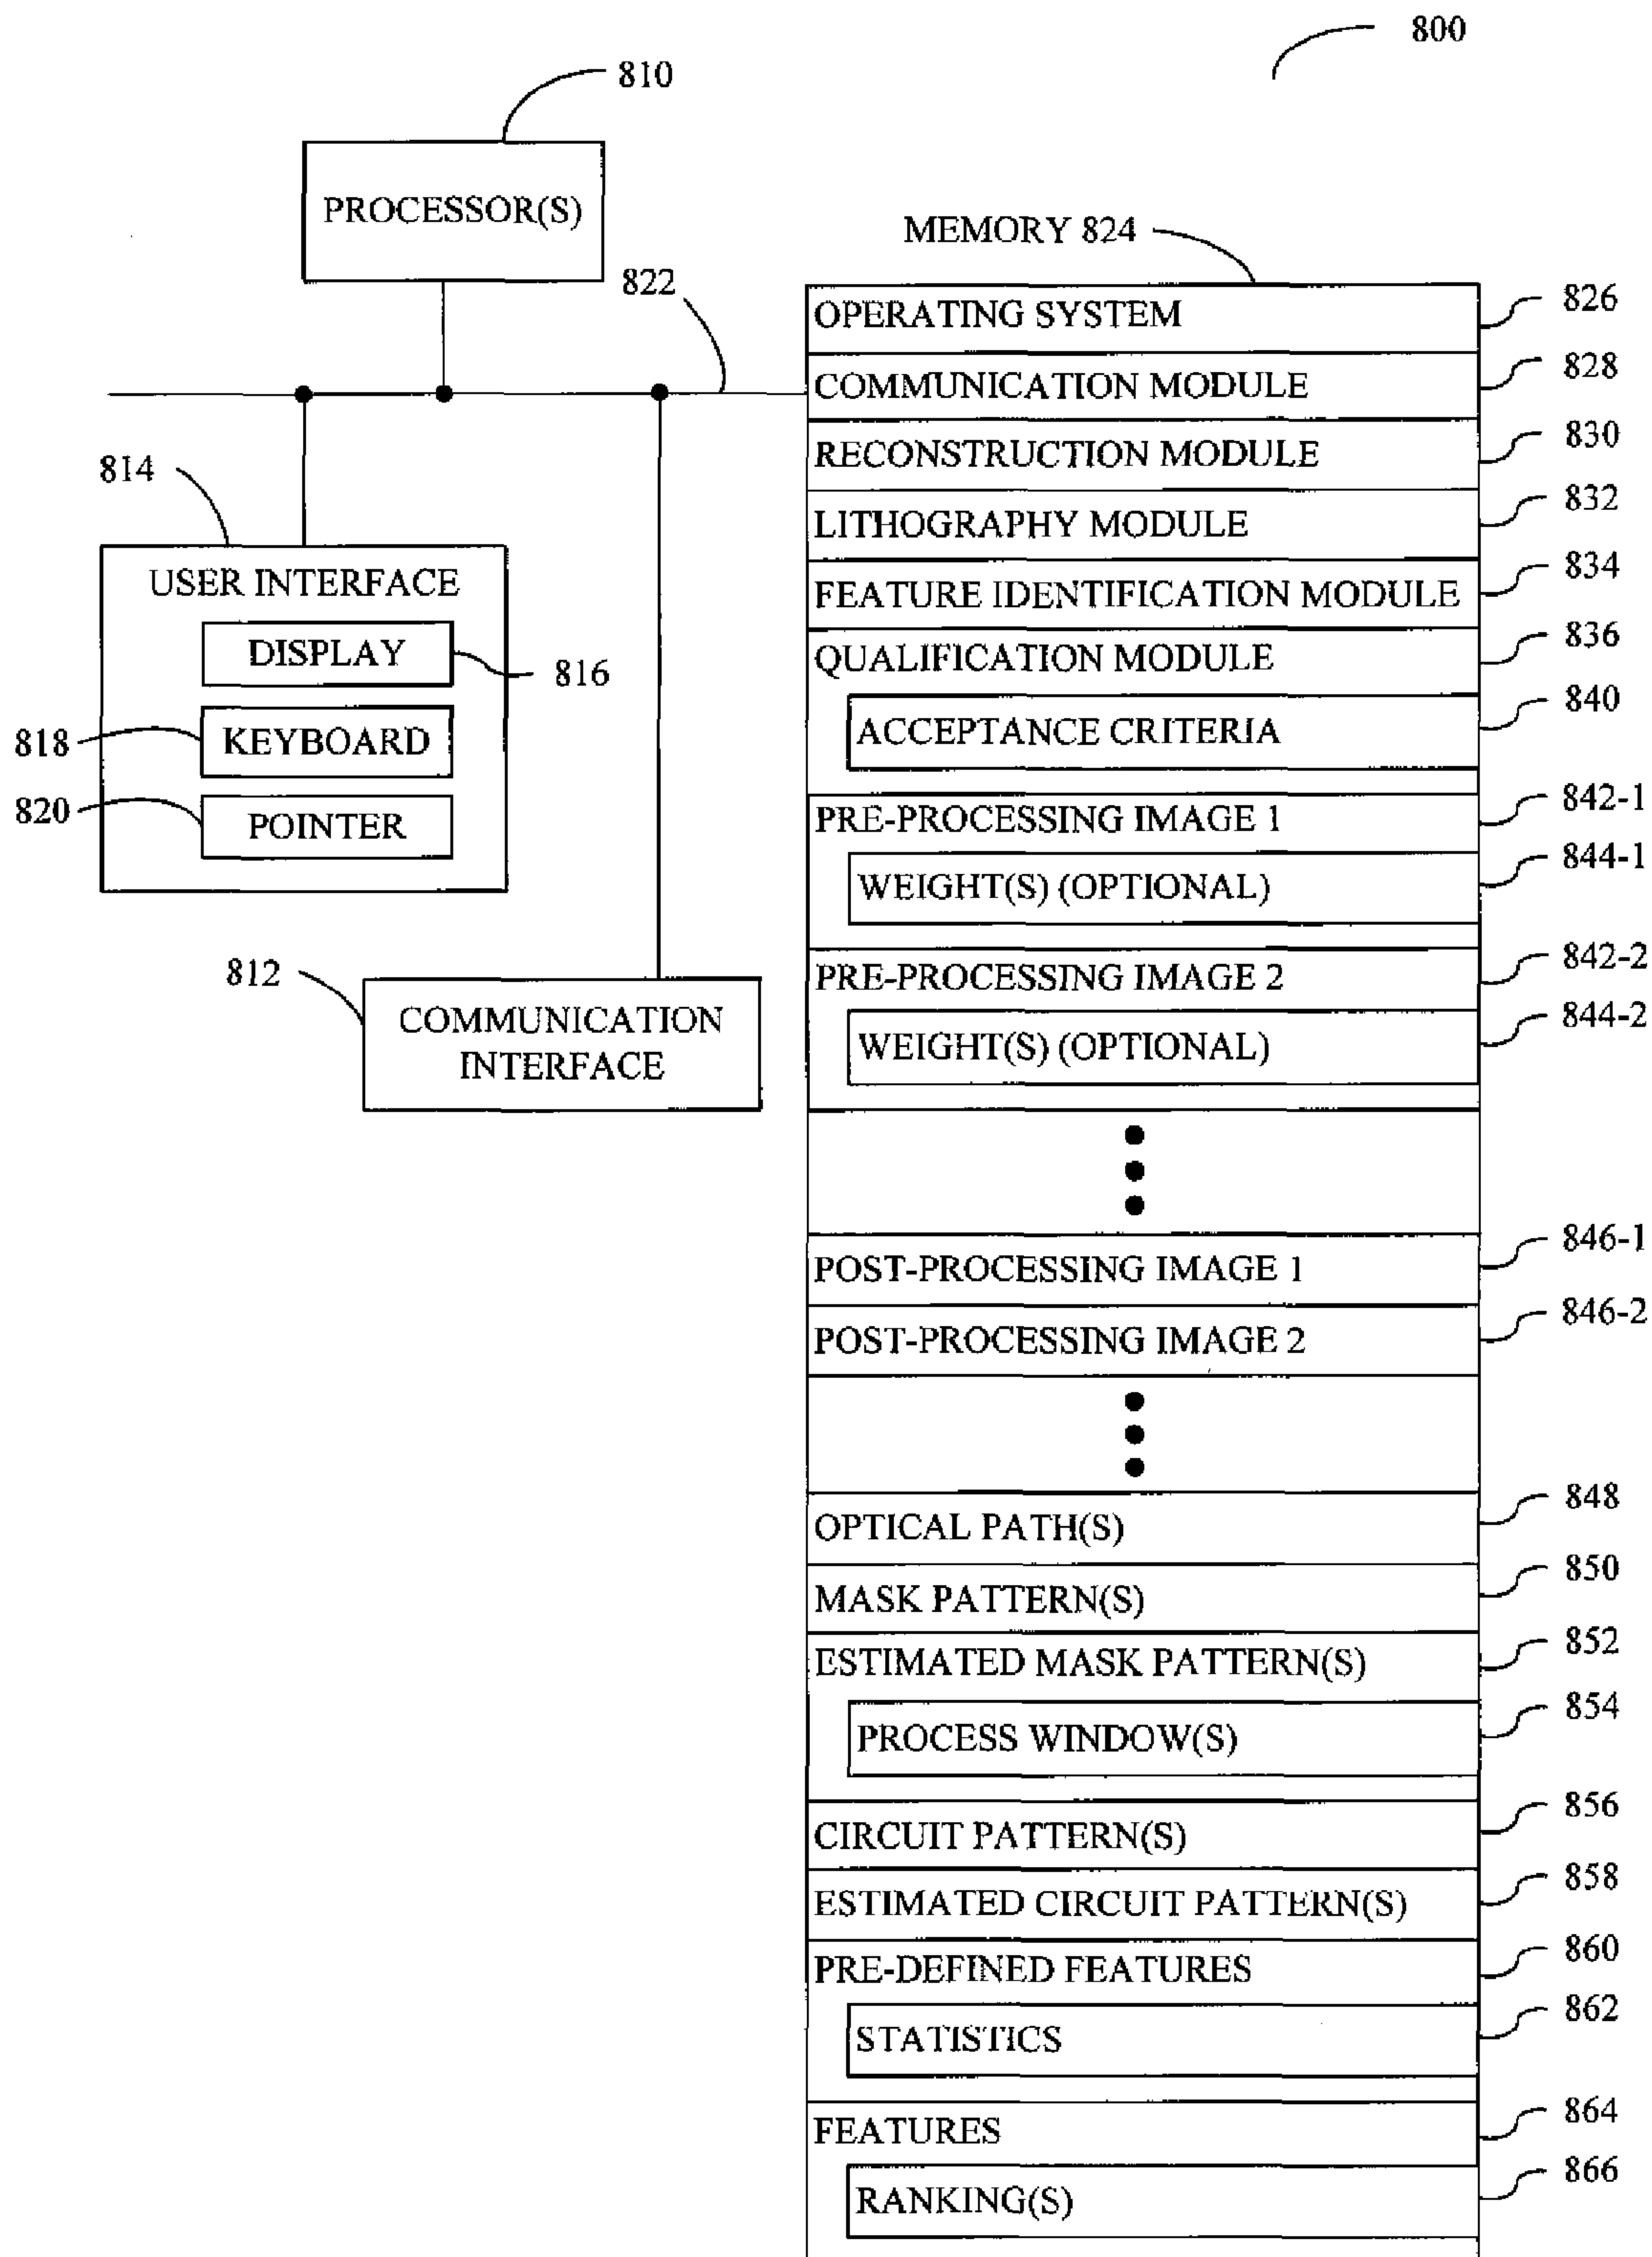 800
810
PROCESSOR(S)
MEMORY 824
822
OPERATING SYSTEM
826
COMMUNICATION MODULE
828
RECONSTRUCTION MODULE
830
LITHOGRAPHY MODULE
832
FEATURE IDENTIFICATION MODULE
834
QUALIFICATION MODULE
836
ACCEPTANCE CRITERIA
840
814
USER INTERFACE
DISPLAY
816
818
KEYBOARD
820
POINTER
812
COMMUNICATION
INTERFACE
PRE-PROCESSING IMAGE 1
842-1
WEIGHT(S) (OPTIONAL)
844-1
PRE-PROCESSING IMAGE 2
842-2
WEIGHT(S) (OPTIONAL)
844-2
POST-PROCESSING IMAGE 1
846-1
POST-PROCESSING IMAGE 2
846-2
OPTICAL PATH(S)
848
MASK PATTERN(S)
850
ESTIMATED MASK PATTERN(S)
852
PROCESS WINDOW(S)
854
CIRCUIT PATTERN(S)
856
ESTIMATED CIRCUIT PATTERN(S)
858
PRE-DEFINED FEATURES
860
STATISTICS
862
FEATURES
864
RANKING(S)
866